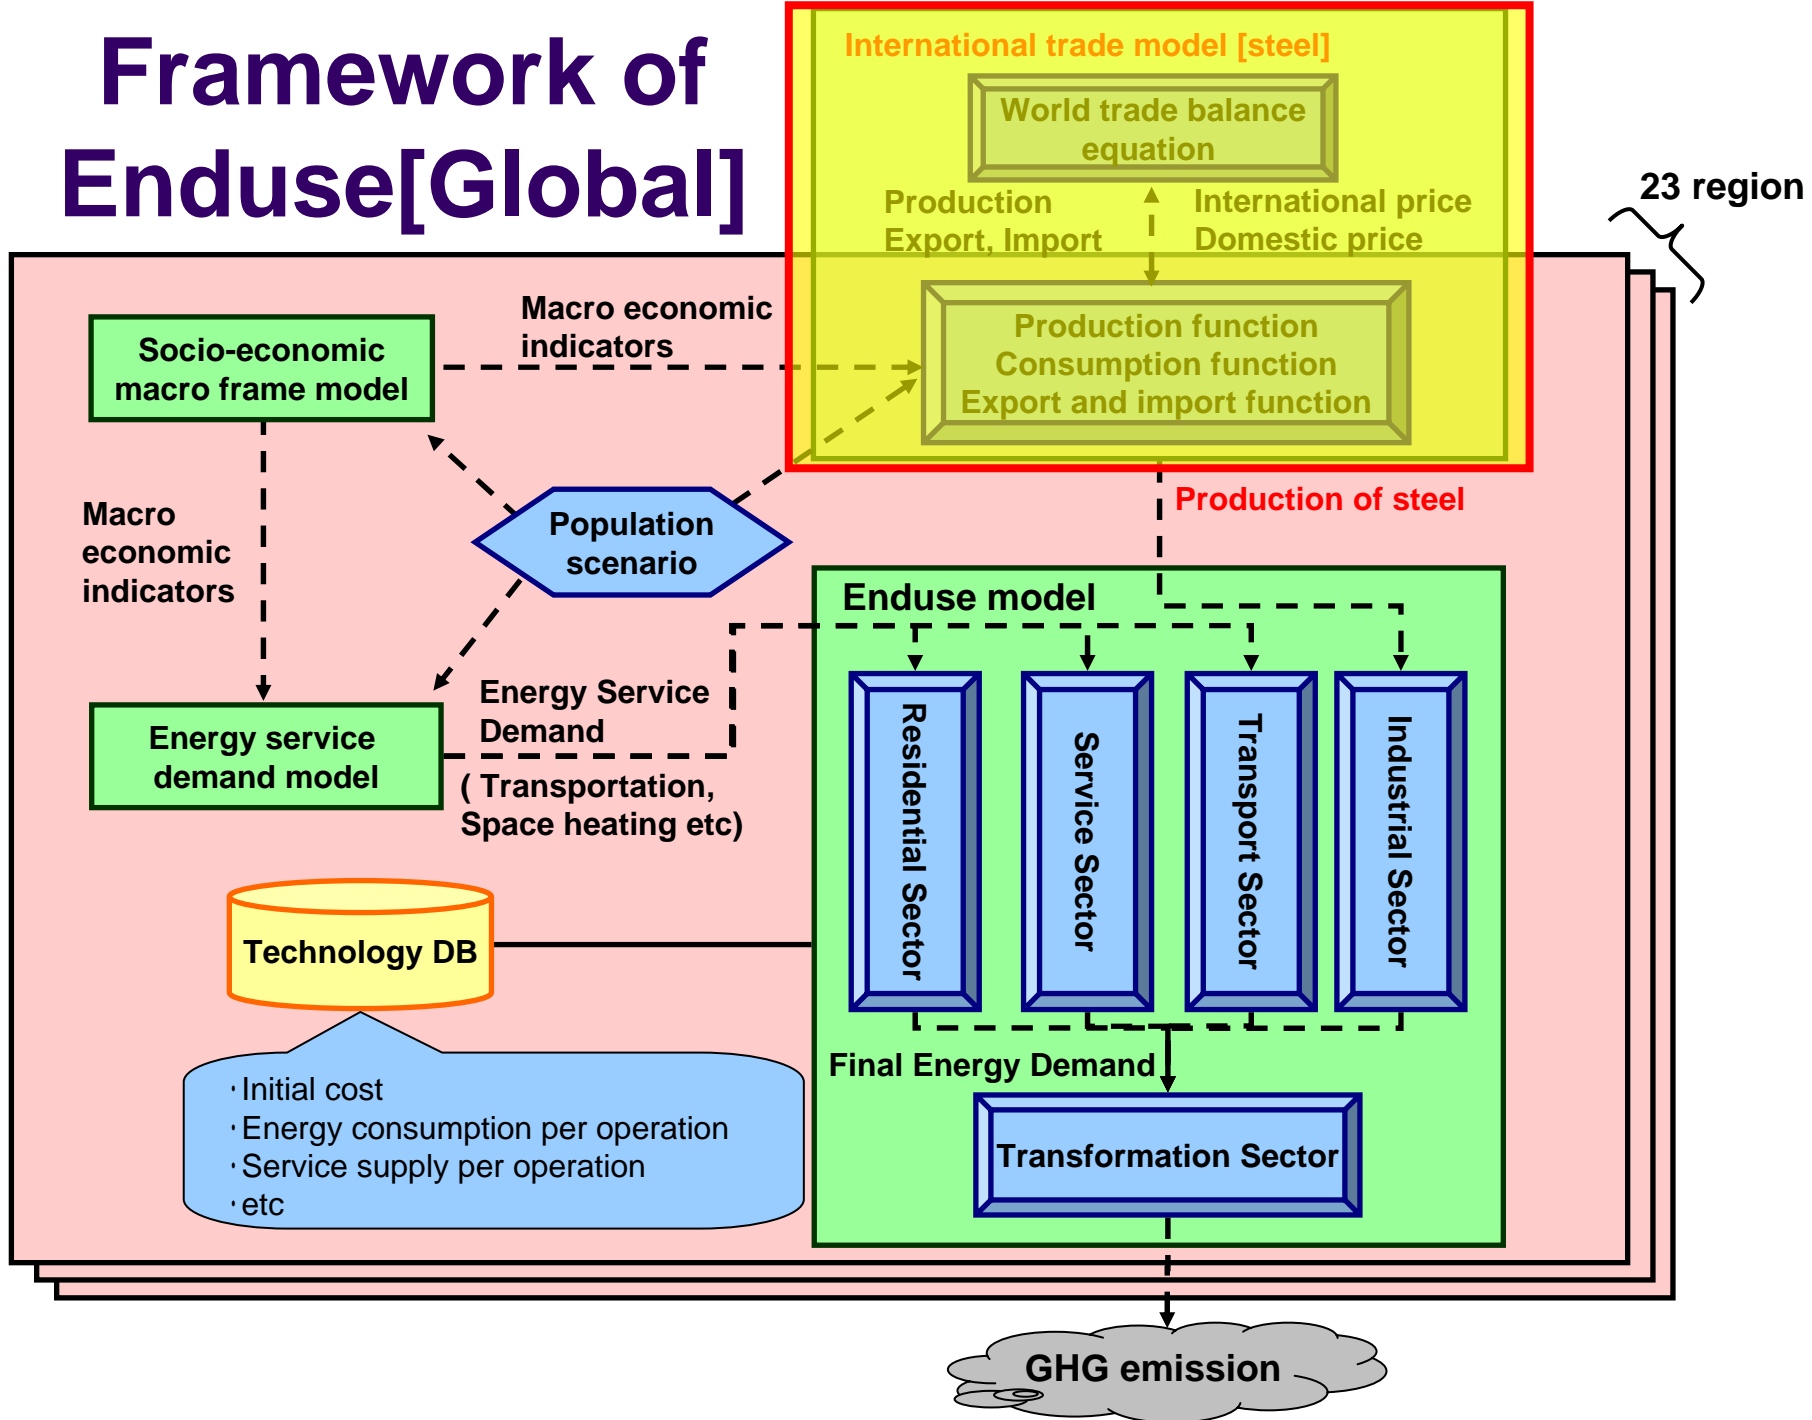 Framework of
Enduse[Global]
International trade model [steel]
World trade balance
equation
Production
Export, Import
International price
Domestic price
23 region
Macro economic
indicators
Socio-economic
macro frame model
Production function
Consumption function
Export and import function
Production of steel
Macro
economic
indicators
Population
scenario
Enduse model
Energy Service
Demand
( Transportation,
Space heating etc)
Energy service
demand model
Residential Sector
Service Sector
Transport Sector
Industrial Sector
Technology DB
Final Energy Demand
・Initial cost
・Energy consumption per operation
・Service supply per operation
・etc
Transformation Sector
GHG emission